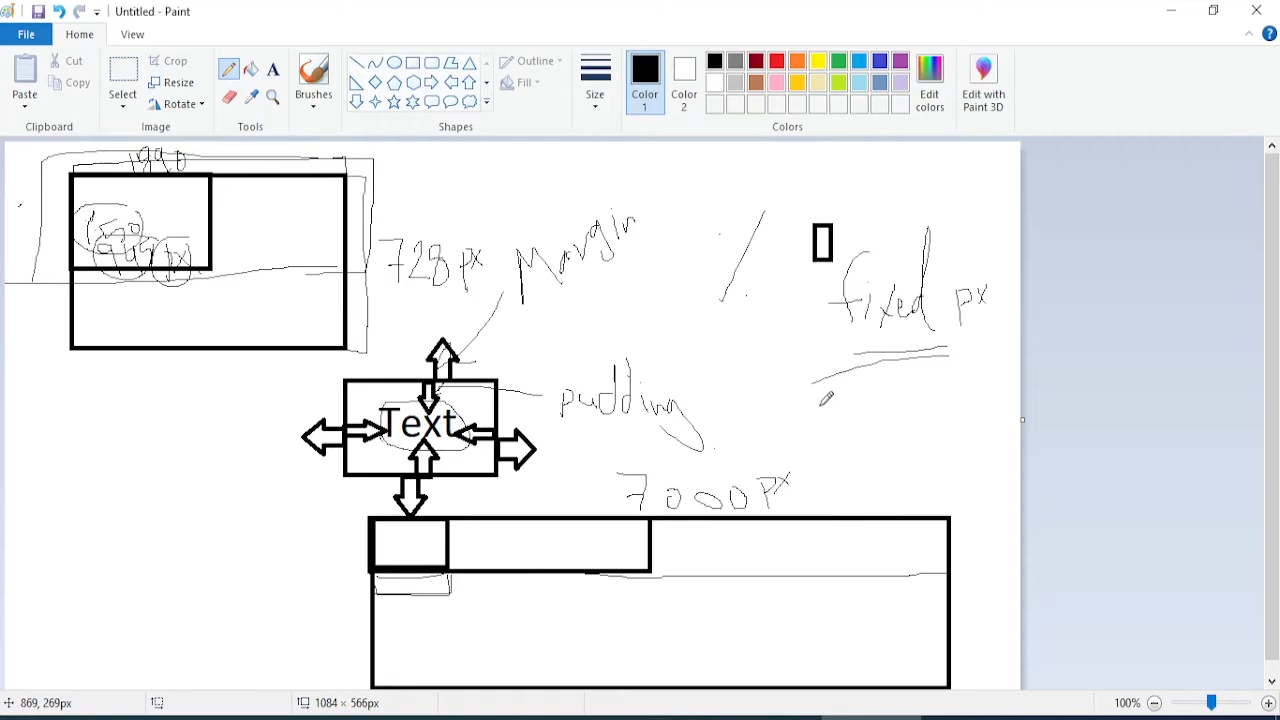 Untitled - Paint
File
Home
View
Paste
Cut
Copy
Clipboard
Select
Crop
Resize
Rotate
Image
A
Tools
Brushes
Outline
Fill
Shapes
Size
Color 1
Color 2
Edit colors
Edit with Paint 3D
Colors
px
728 px
Margin
%
fixed px
Text
pudding
7000 px
869, 269px
1084 × 566px
100%